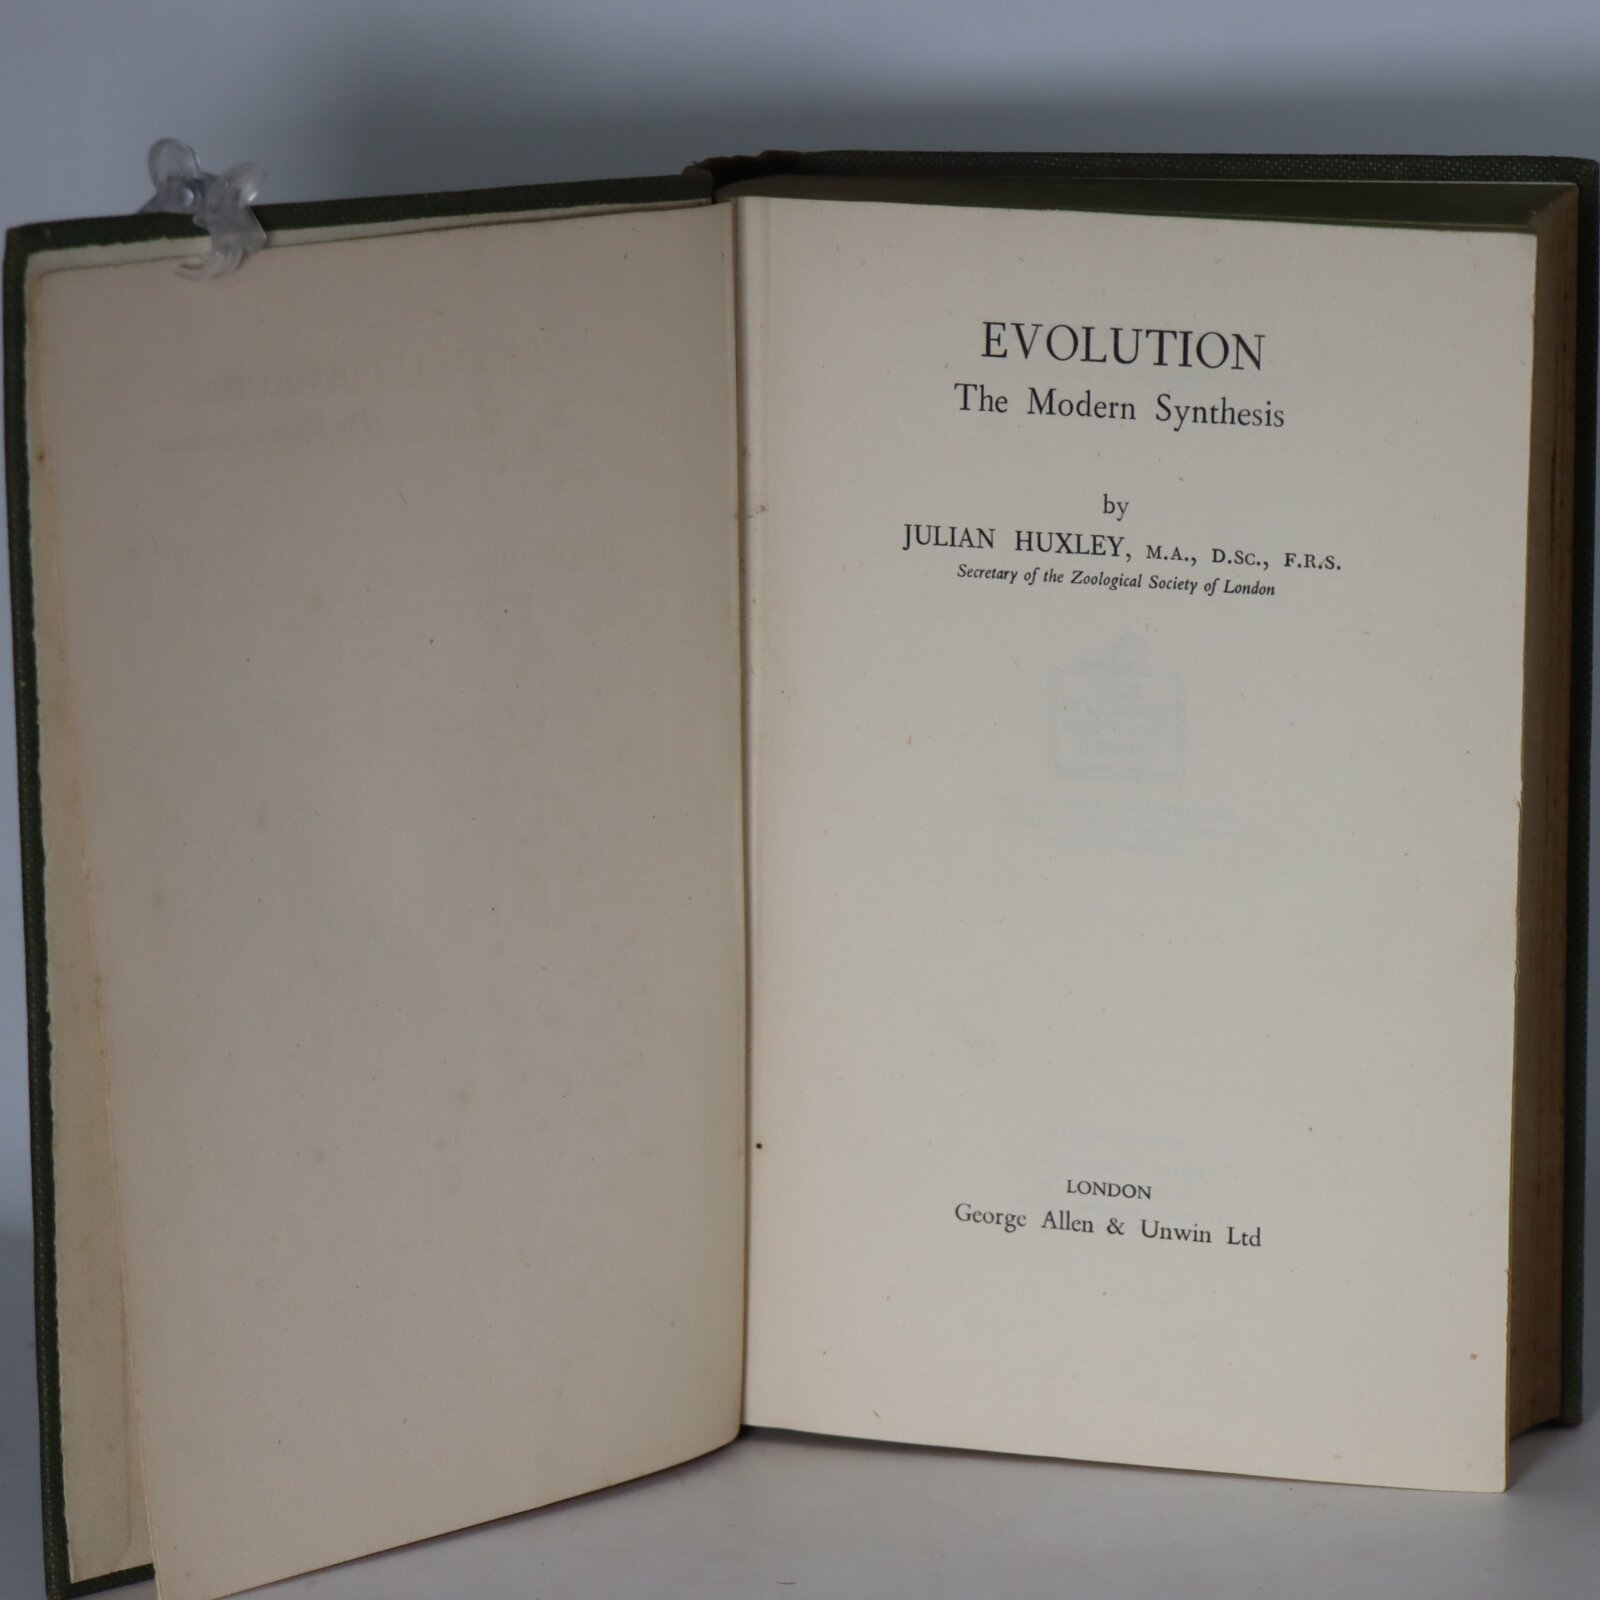 EVOLUTION
The Modern Synthesis
by
JULIAN HUXLEY, M.A., D.SC., F.R.S.
Secretary of the Zoological Society of London
LONDON
George Allen & Unwin Ltd